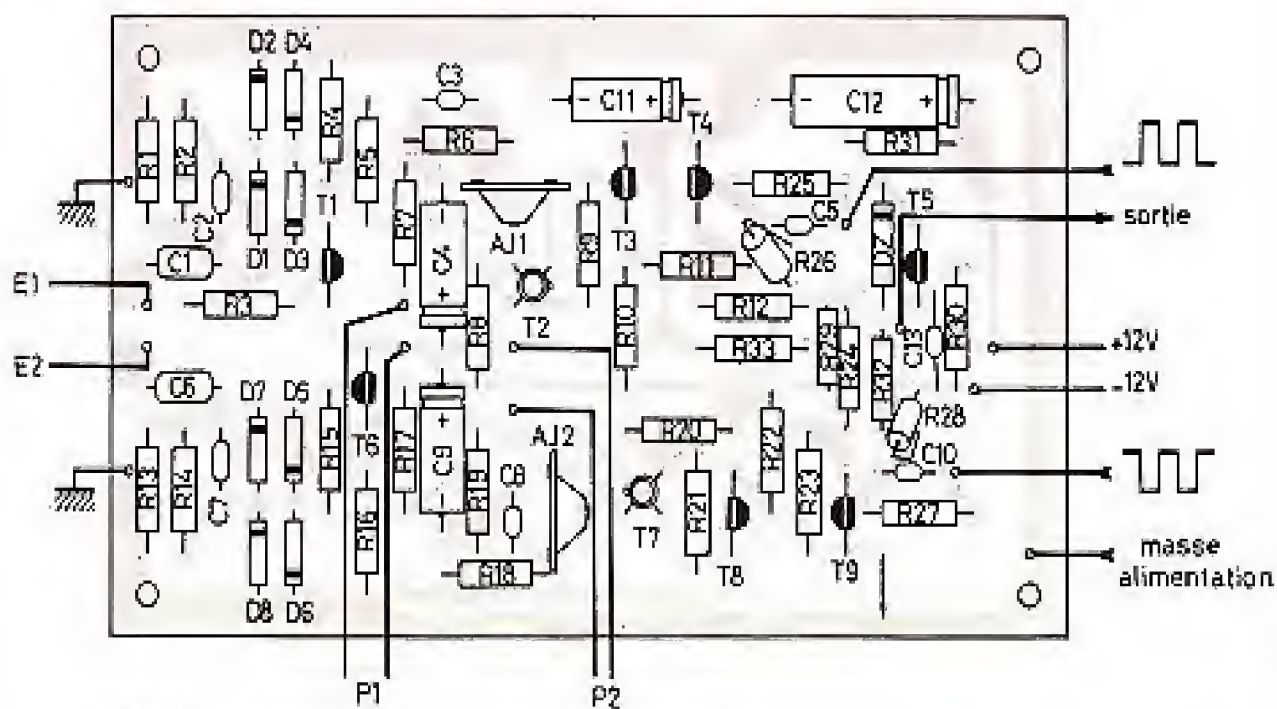 D2 D4
C3
C11
C12
T4
R1
R2
R4
R5
R6
R31
R25
C5
T5
sortie
C2
T1
R7
C4
AJ1
R9
T3
R11
R26
DZ
C1
D1 D3
E1
R3
R8
T2
R10
R12
R33
R29
R24
R32
C13
R30
+12V
-12V
E2
C6
D7 D5
T6
R28
C10
R13
R14
C7
R15
R16
R17
C9
R19
C8
AJ2
R20
T7
R21
R22
R23
R27
T8
T9
R18
D8 D6
masse
alimentation
P1
P2